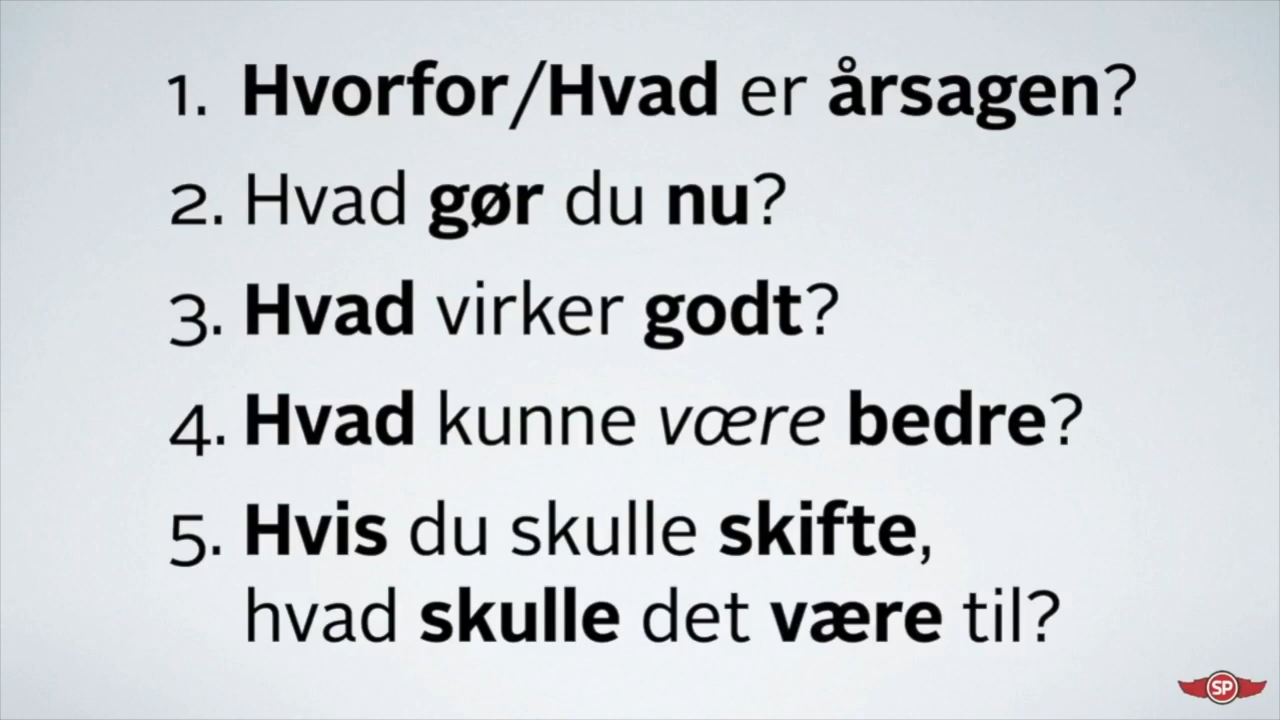 1. Hvorfor/Hvad er årsagen?
2. Hvad gør du nu?
3. Hvad virker godt?
4. Hvad kunne være bedre?
5. Hvis du skulle skifte,
hvad skulle det være til?
SP